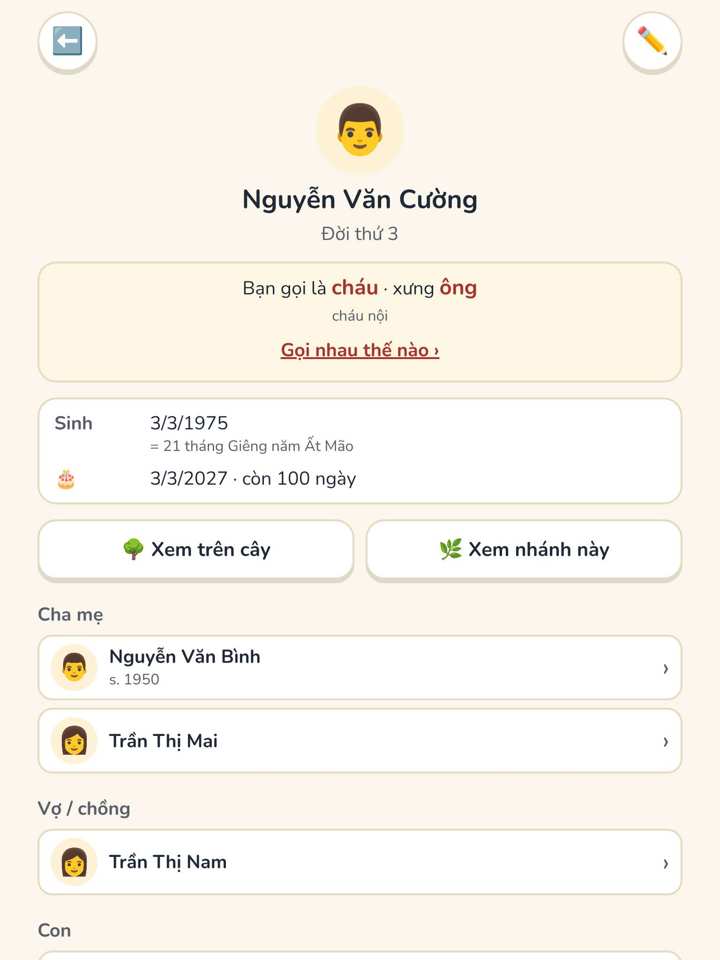 Nguyễn Văn Cường
Đời thứ 3
Bạn gọi là cháu · xưng ông
cháu nội
Gọi nhau thế nào ›
Sinh 3/3/1975
= 21 tháng Giêng năm Ất Mão
3/3/2027 · còn 100 ngày
Xem trên cây
Xem nhánh này
Cha mẹ
Nguyễn Văn Bình ›
s. 1950
Trần Thị Mai ›
Vợ / chồng
Trần Thị Nam ›
Con